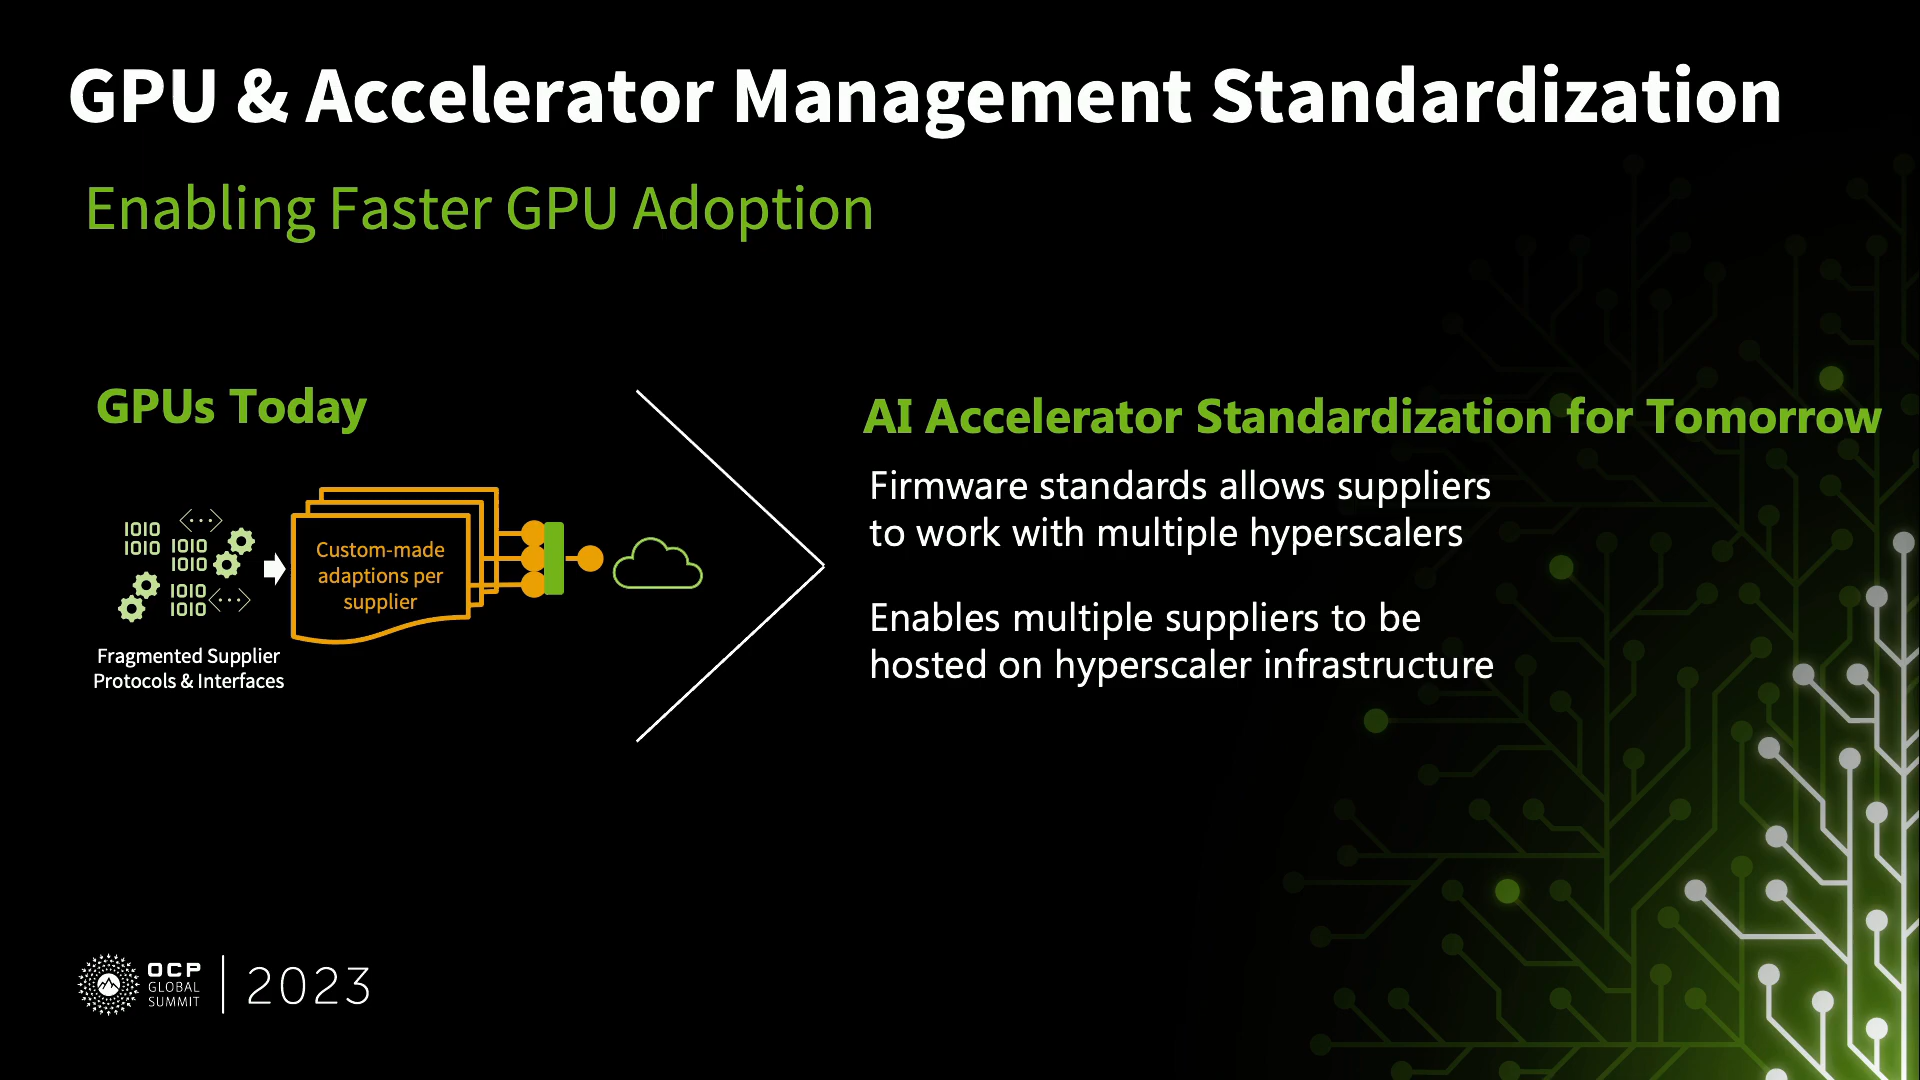 GPU & Accelerator Management Standardization
Enabling Faster GPU Adoption
GPUs Today
1010
1010
1010
1010
1010
1010
Fragmented Supplier
Protocols & Interfaces
Custom-made
adaptions per
supplier
AI Accelerator Standardization for Tomorrow
Firmware standards allows suppliers
to work with multiple hyperscalers
Enables multiple suppliers to be
hosted on hyperscaler infrastructure
OCP
GLOBAL
SUMMIT
2023